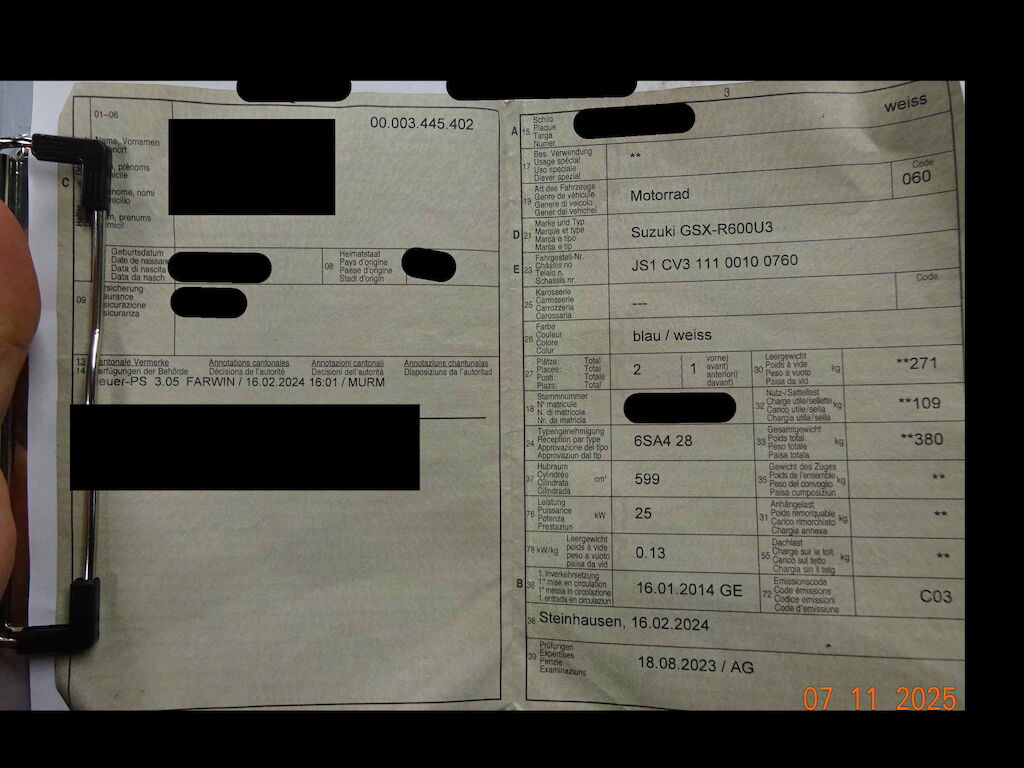 01–06
00.003.445.402
Name, Vornamen
prénoms
nome, nomi
prenums
C
Geburtsdatum
Date de naissance
Data di nascita
Data da nasch.
08
Heimatstaat
Pays d'origine
Paese d'origine
Stadi d'origin
09
13
14
Kantonale Vermerke
Verfügungen der Behörde
Annotations cantonales
Décisions de l'autorité
Annotazioni cantonali
Decisioni dell'autorità
Annotaziuns chantunalas
Disposiziuns da l'autoritad
euer-PS 3.05 FARWIN / 16.02.2024 16:01 / MURM
3
A 15
Schild
Plaque
Targa
Numer
weiss
17
Bes. Verwendung
Usage spécial
Uso speciale
Diever spezial
**
19
Art des Fahrzeugs
Genre de véhicule
Genere di veicolo
Gener dal vehichel
Motorrad
Code
060
D 21
Marke und Typ
Marque et type
Marca e tipo
Marca e tip
Suzuki GSX-R600U3
E 23
Fahrgestell-Nr.
Châssis no
Telaio n.
Schassis nr.
JS1 CV3 111 0010 0760
25
Karosserie
Carrosserie
Carrozzeria
Carossaria
---
Code
26
Farbe
Couleur
Colore
Colur
blau / weiss
27
Plätze: Total
Places: Total
Posti: Totale
Plazs: Total
2
1
vorne)
avant)
anteriori)
davant)
30
Leergewicht
Poids à vide
Peso a vuoto
Paisa da vid
kg
**271
18
Stammnummer
N° matricule
N. di matricola
Nr. da matricla
32
Nutz-/Sattellast
Charge utile/sellette
Carico utile/sella
Chargia utila/sella
kg
**109
24
Typengenehmigung
Réception par type
Approvazione del tipo
Approvaziun dal tip
6SA4 28
33
Gesamtgewicht
Poids total
Peso totale
Paisa totala
kg
**380
37
Hubraum
Cylindrée
Cilindrata
Cilindrada
cm³
599
35
Gewicht des Zuges
Poids de l'ensemble
Peso del convoglio
Paisa cumposiziun
kg
**
76
Leistung
Puissance
Potenza
Prestaziun
kW
25
31
Anhängelast
Poids remorquable
Carico rimorchiato
Chargia annexa
kg
**
78 kW/kg
Leergewicht
poids à vide
peso a vuoto
paisa da vid
0.13
55
Dachlast
Charge sur le toit
Carico sul tetto
Chargia sin il tetg
kg
**
B 36
1. Inverkehrsetzung
1re mise en circulation
1a messa in circolazione
1. entrada en circulaziun
16.01.2014 GE
72
Emissionscode
Code émissions
Codice emissioni
Code d'emissiuns
C03
38
Steinhausen, 16.02.2024
39
Prüfungen
Expertises
Perizie
Examinaziuns
18.08.2023 / AG
07 11 2025